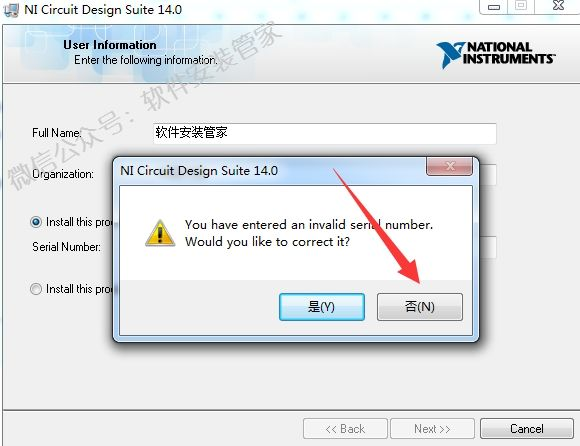 NI Circuit Design Suite 14.0
User Information
Enter the following information.
NATIONAL
INSTRUMENTS
微信公众号：软件安装管家
Full Name:
软件安装管家
Organization:
NI Circuit Design Suite 14.0
Install this pro
You have entered an invalid serial number.
Would you like to correct it?
Serial Number:
Install this pro
是(Y)
否(N)
<< Back
Next >>
Cancel